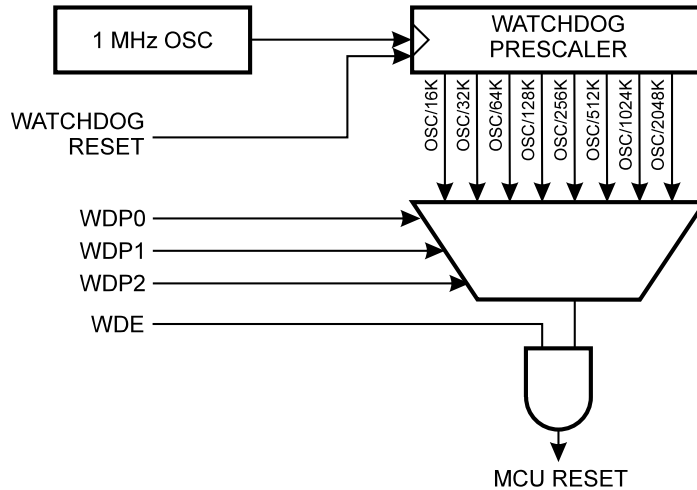 1 MHz OSC
WATCHDOG
PRESCALER
WATCHDOG
RESET
OSC/16K
OSC/32K
OSC/64K
OSC/128K
OSC/256K
OSC/512K
OSC/1024K
OSC/2048K
WDP0
WDP1
WDP2
WDE
MCU RESET